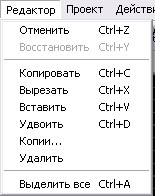 Редактор Проект Действи
Отменить Ctrl+Z
Восстановить Ctrl+Y
Копировать Ctrl+C
Вырезать Ctrl+X
Вставить Ctrl+V
Удвоить Ctrl+D
Копии...
Удалить
Выделить все Ctrl+A